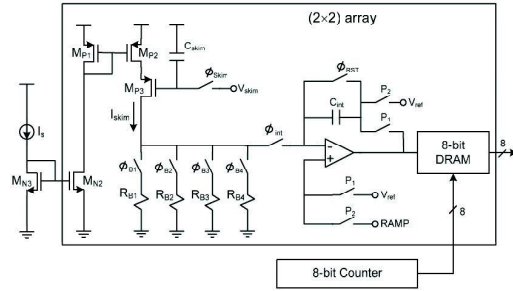 (2×2) array
M_P1
M_P2
C_skim
ϕ_Skim
V_skim
M_P3
I_skim
I_s
M_N3
M_N2
ϕ_int
ϕ_RST
C_int
P_2
V_ref
P_1
-
+
8-bit
DRAM
8
ϕ_D1
ϕ_B2
ϕ_B3
ϕ_B4
R_B1
R_B2
R_B3
R_B4
P_1
V_ref
P_2
RAMP
8
8-bit Counter